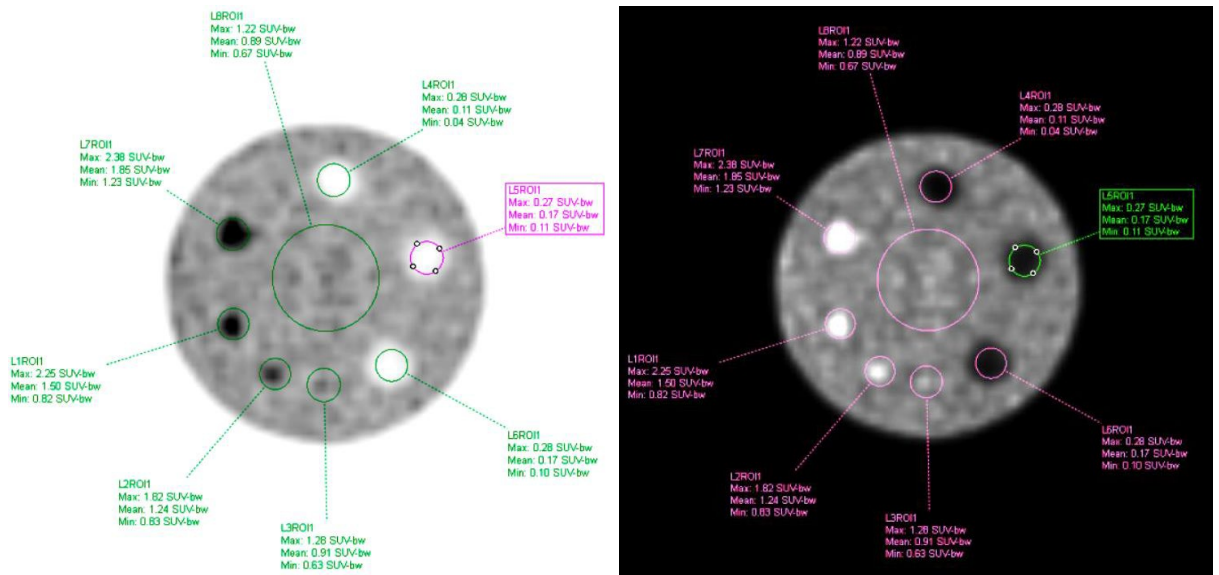 L8ROI1
Max: 1.22 SUV-bw
Mean: 0.89 SUV-bw
Min: 0.67 SUV-bw
L4ROI1
Max: 0.28 SUV-bw
Mean: 0.11 SUV-bw
Min: 0.04 SUV-bw
L7ROI1
Max: 2.38 SUV-bw
Mean: 1.85 SUV-bw
Min: 1.23 SUV-bw
L5ROI1
Max: 0.27 SUV-bw
Mean: 0.17 SUV-bw
Min: 0.11 SUV-bw
L1ROI1
Max: 2.25 SUV-bw
Mean: 1.50 SUV-bw
Min: 0.82 SUV-bw
L6ROI1
Max: 0.28 SUV-bw
Mean: 0.17 SUV-bw
Min: 0.10 SUV-bw
L2ROI1
Max: 1.82 SUV-bw
Mean: 1.24 SUV-bw
Min: 0.83 SUV-bw
L3ROI1
Max: 1.28 SUV-bw
Mean: 0.91 SUV-bw
Min: 0.63 SUV-bw
L8ROI1
Max: 1.22 SUV-bw
Mean: 0.89 SUV-bw
Min: 0.67 SUV-bw
L4ROI1
Max: 0.28 SUV-bw
Mean: 0.11 SUV-bw
Min: 0.04 SUV-bw
L7ROI1
Max: 2.38 SUV-bw
Mean: 1.85 SUV-bw
Min: 1.23 SUV-bw
L5ROI1
Max: 0.27 SUV-bw
Mean: 0.17 SUV-bw
Min: 0.11 SUV-bw
L1ROI1
Max: 2.25 SUV-bw
Mean: 1.50 SUV-bw
Min: 0.82 SUV-bw
L6ROI1
Max: 0.28 SUV-bw
Mean: 0.17 SUV-bw
Min: 0.10 SUV-bw
L2ROI1
Max: 1.82 SUV-bw
Mean: 1.24 SUV-bw
Min: 0.83 SUV-bw
L3ROI1
Max: 1.28 SUV-bw
Mean: 0.91 SUV-bw
Min: 0.63 SUV-bw